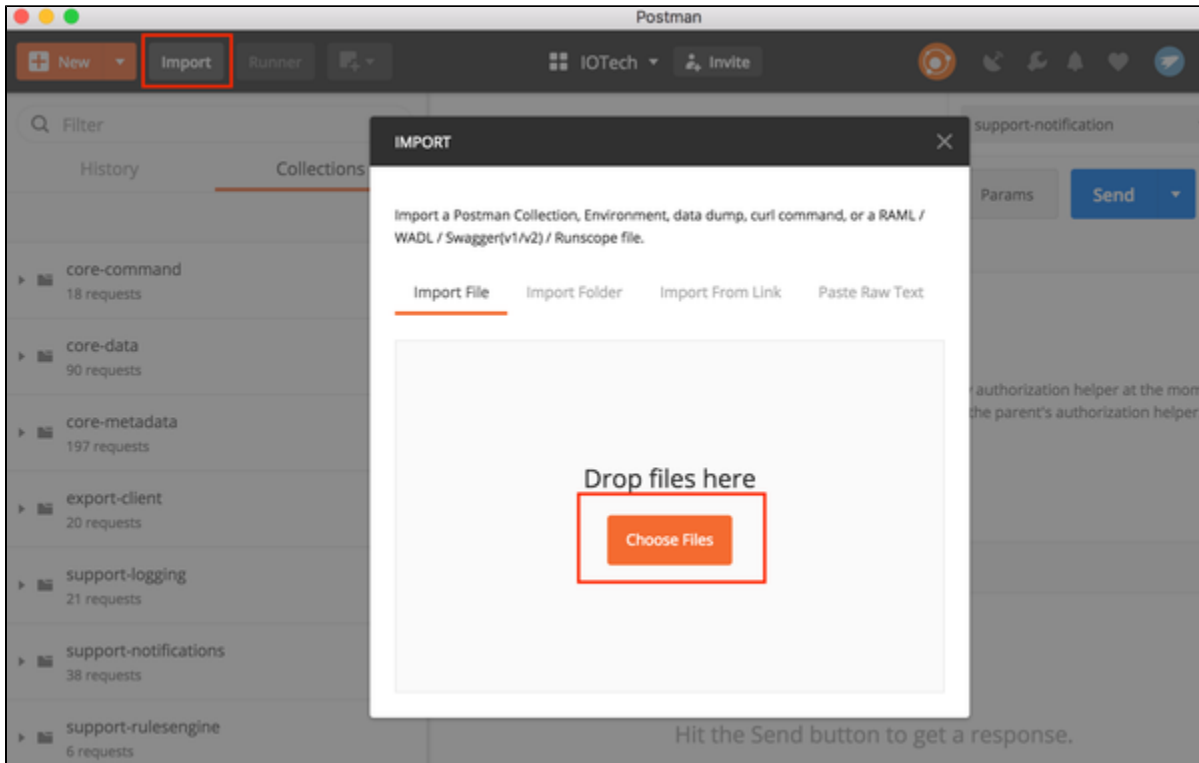 Postman
New
Import
Runner
IOTech
Invite
Filter
History
Collections
core-command
18 requests
core-data
90 requests
core-metadata
197 requests
export-client
20 requests
support-logging
21 requests
support-notifications
38 requests
support-rulesengine
6 requests
IMPORT
Import a Postman Collection, Environment, data dump, curl command, or a RAML /
WADL / Swagger(v1/v2) / Runscope file.
Import File
Import Folder
Import From Link
Paste Raw Text
Drop files here
Choose Files
support-notification
Params
Send
authorization helper at the
the parent's authorization helper
Hit the Send button to get a response.